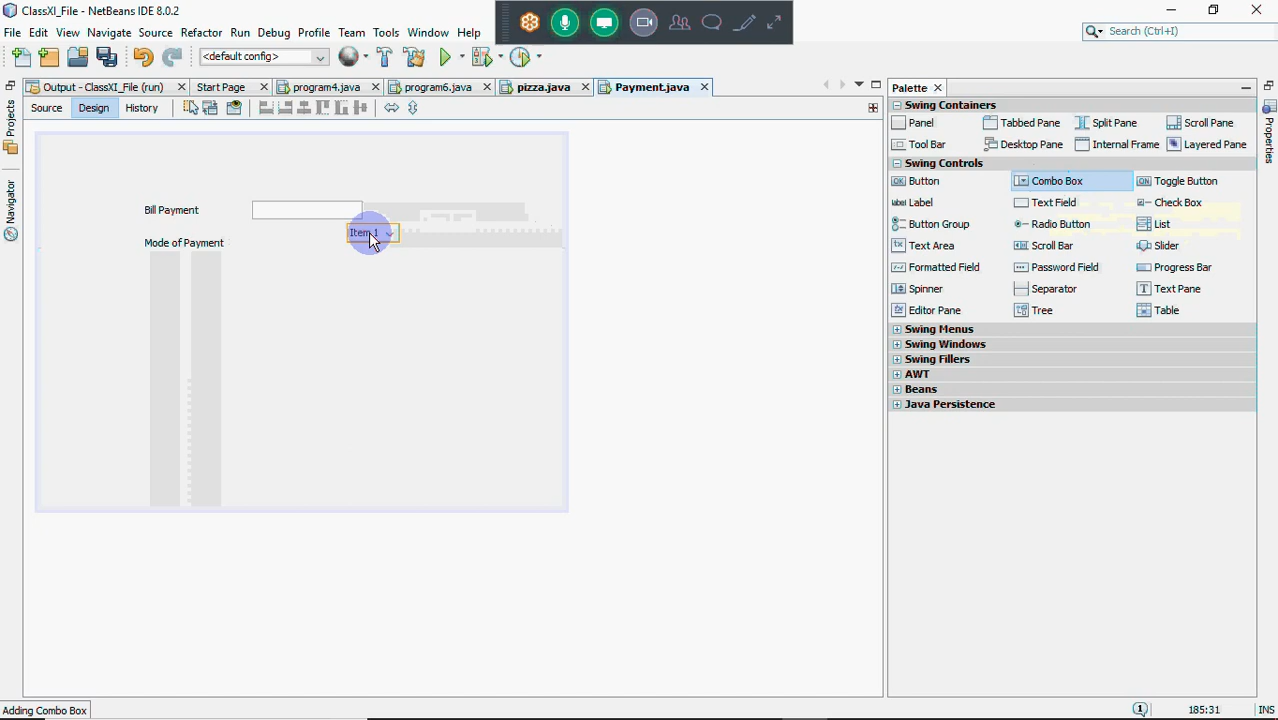 ClassXI_File - NetBeans IDE 8.0.2
File Edit View Navigate Source Refactor Run Debug Profile Team Tools Window Help
Search (Ctrl+I)
<default config>
Output - ClassXI_File (run) Start Page program4.java program6.java pizza.java Payment.java
Source Design History
Projects
Navigator
Bill Payment
Item 1
Mode of Payment
Palette
Swing Containers
Panel Tabbed Pane Split Pane Scroll Pane
Tool Bar Desktop Pane Internal Frame Layered Pane
Swing Controls
Button Combo Box Toggle Button
Label Text Field Check Box
Button Group Radio Button List
Text Area Scroll Bar Slider
Formatted Field Password Field Progress Bar
Spinner Separator Text Pane
Editor Pane Tree Table
Swing Menus
Swing Windows
Swing Fillers
AWT
Beans
Java Persistence
Properties
Adding Combo Box
185:31 INS